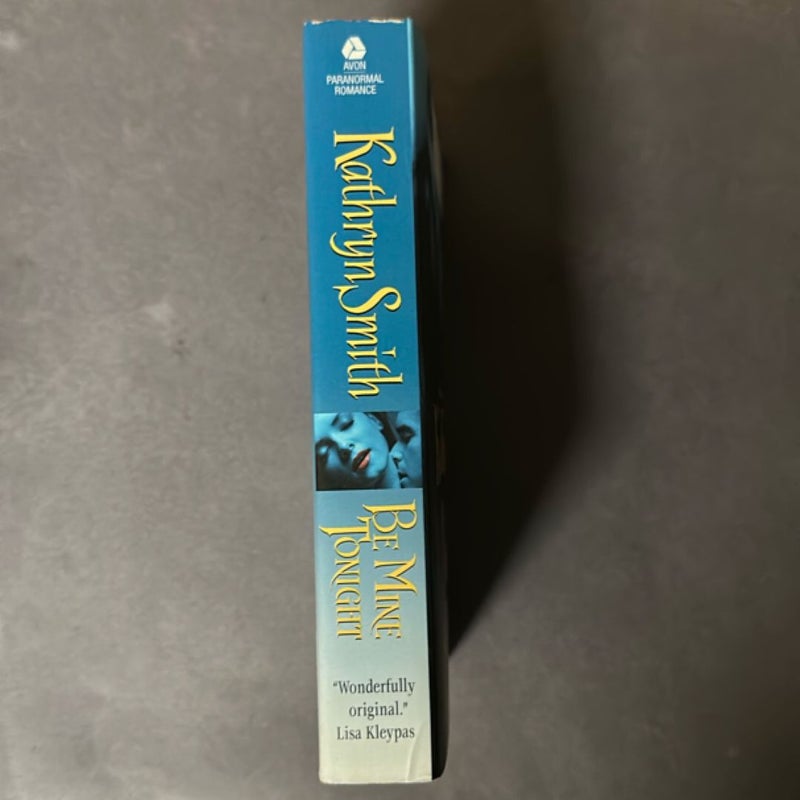 AVON
PARANORMAL
ROMANCE
Kathryn Smith
BE MINE
TONIGHT
"Wonderfully
original."
Lisa Kleypas